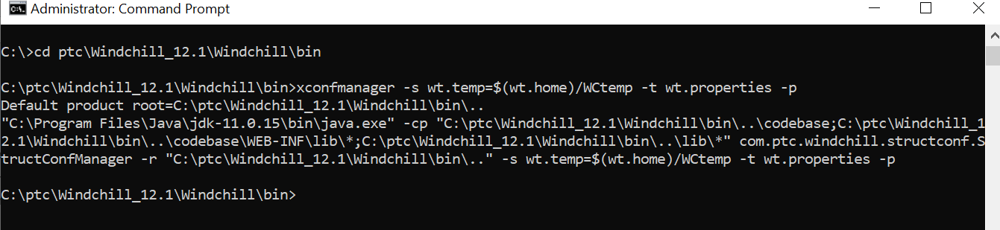 Administrator: Command Prompt
C:\>cd ptc\Windchill_12.1\Windchill\bin
C:\ptc\Windchill_12.1\Windchill\bin>xconfmanager -s wt.temp=$(wt.home)/WCtemp -t wt.properties -p
Default product root=C:\ptc\Windchill_12.1\Windchill\bin\..
"C:\Program Files\Java\jdk-11.0.15\bin\java.exe" -cp "C:\ptc\Windchill_12.1\Windchill\bin\..\codebase;C:\ptc\Windchill_1
2.1\Windchill\bin\..\codebase\WEB-INF\lib\*;C:\ptc\Windchill_12.1\Windchill\bin\..\lib\*" com.ptc.windchill.structconf.S
tructConfManager -r "C:\ptc\Windchill_12.1\Windchill\bin\.." -s wt.temp=$(wt.home)/WCtemp -t wt.properties -p
C:\ptc\Windchill_12.1\Windchill\bin>